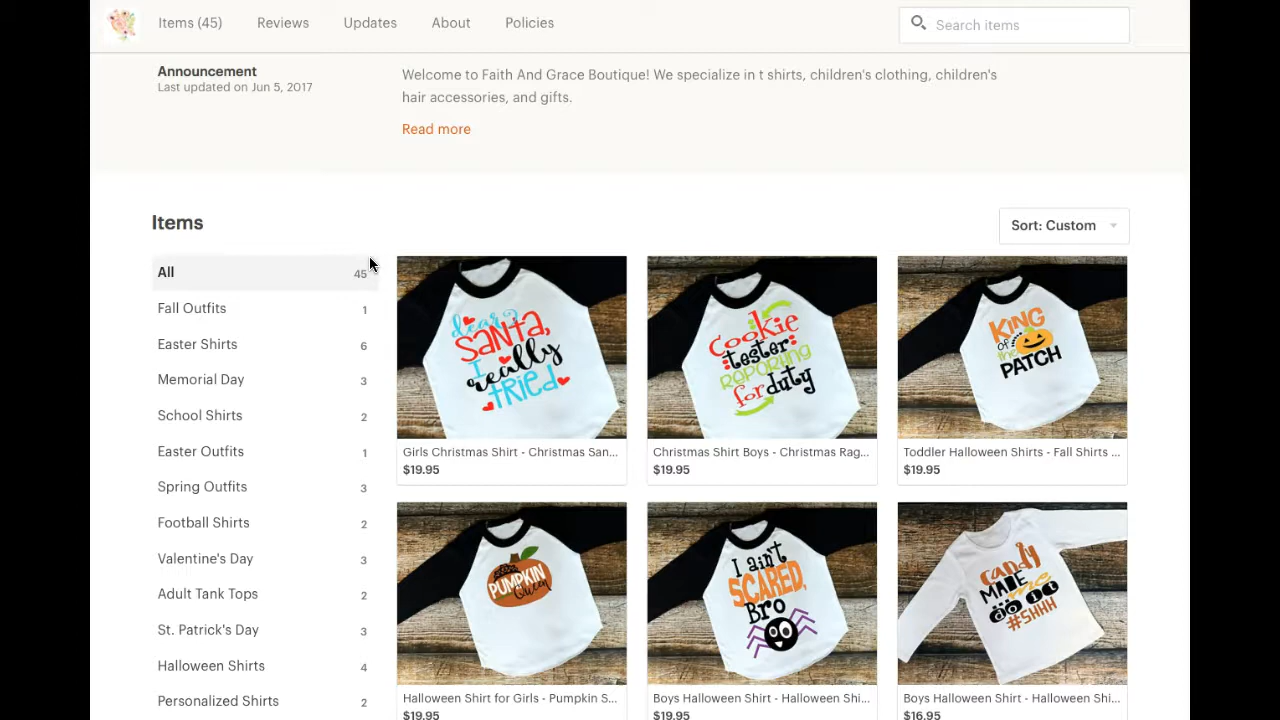 Items (45)
Reviews
Updates
About
Policies
Search items
Announcement
Last updated on Jun 5, 2017
Welcome to Faith And Grace Boutique! We specialize in t shirts, children's clothing, children's
hair accessories, and gifts.
Read more
Items
Sort: Custom
All 45
Fall Outfits 1
Easter Shirts 6
Memorial Day 3
School Shirts 2
Easter Outfits 1
Spring Outfits 3
Football Shirts 2
Valentine's Day 3
Adult Tank Tops 2
St. Patrick's Day 3
Halloween Shirts 4
Personalized Shirts 2
dear
SANTA,
I
really
TRIED
Girls Christmas Shirt - Christmas San...
$19.95
Cookie
tester
REPORTING
for duty
Christmas Shirt Boys - Christmas Rag...
$19.95
KING
of the
PATCH
Toddler Halloween Shirts - Fall Shirts ...
$19.95
PUMPKIN
Queen
Halloween Shirt for Girls - Pumpkin S...
$19.95
I ain't
SCARED,
Bro
Boys Halloween Shirt - Halloween Shi...
$19.95
candy
MADE me
do it
#SHHH
Boys Halloween Shirt - Halloween Shi...
$16.95